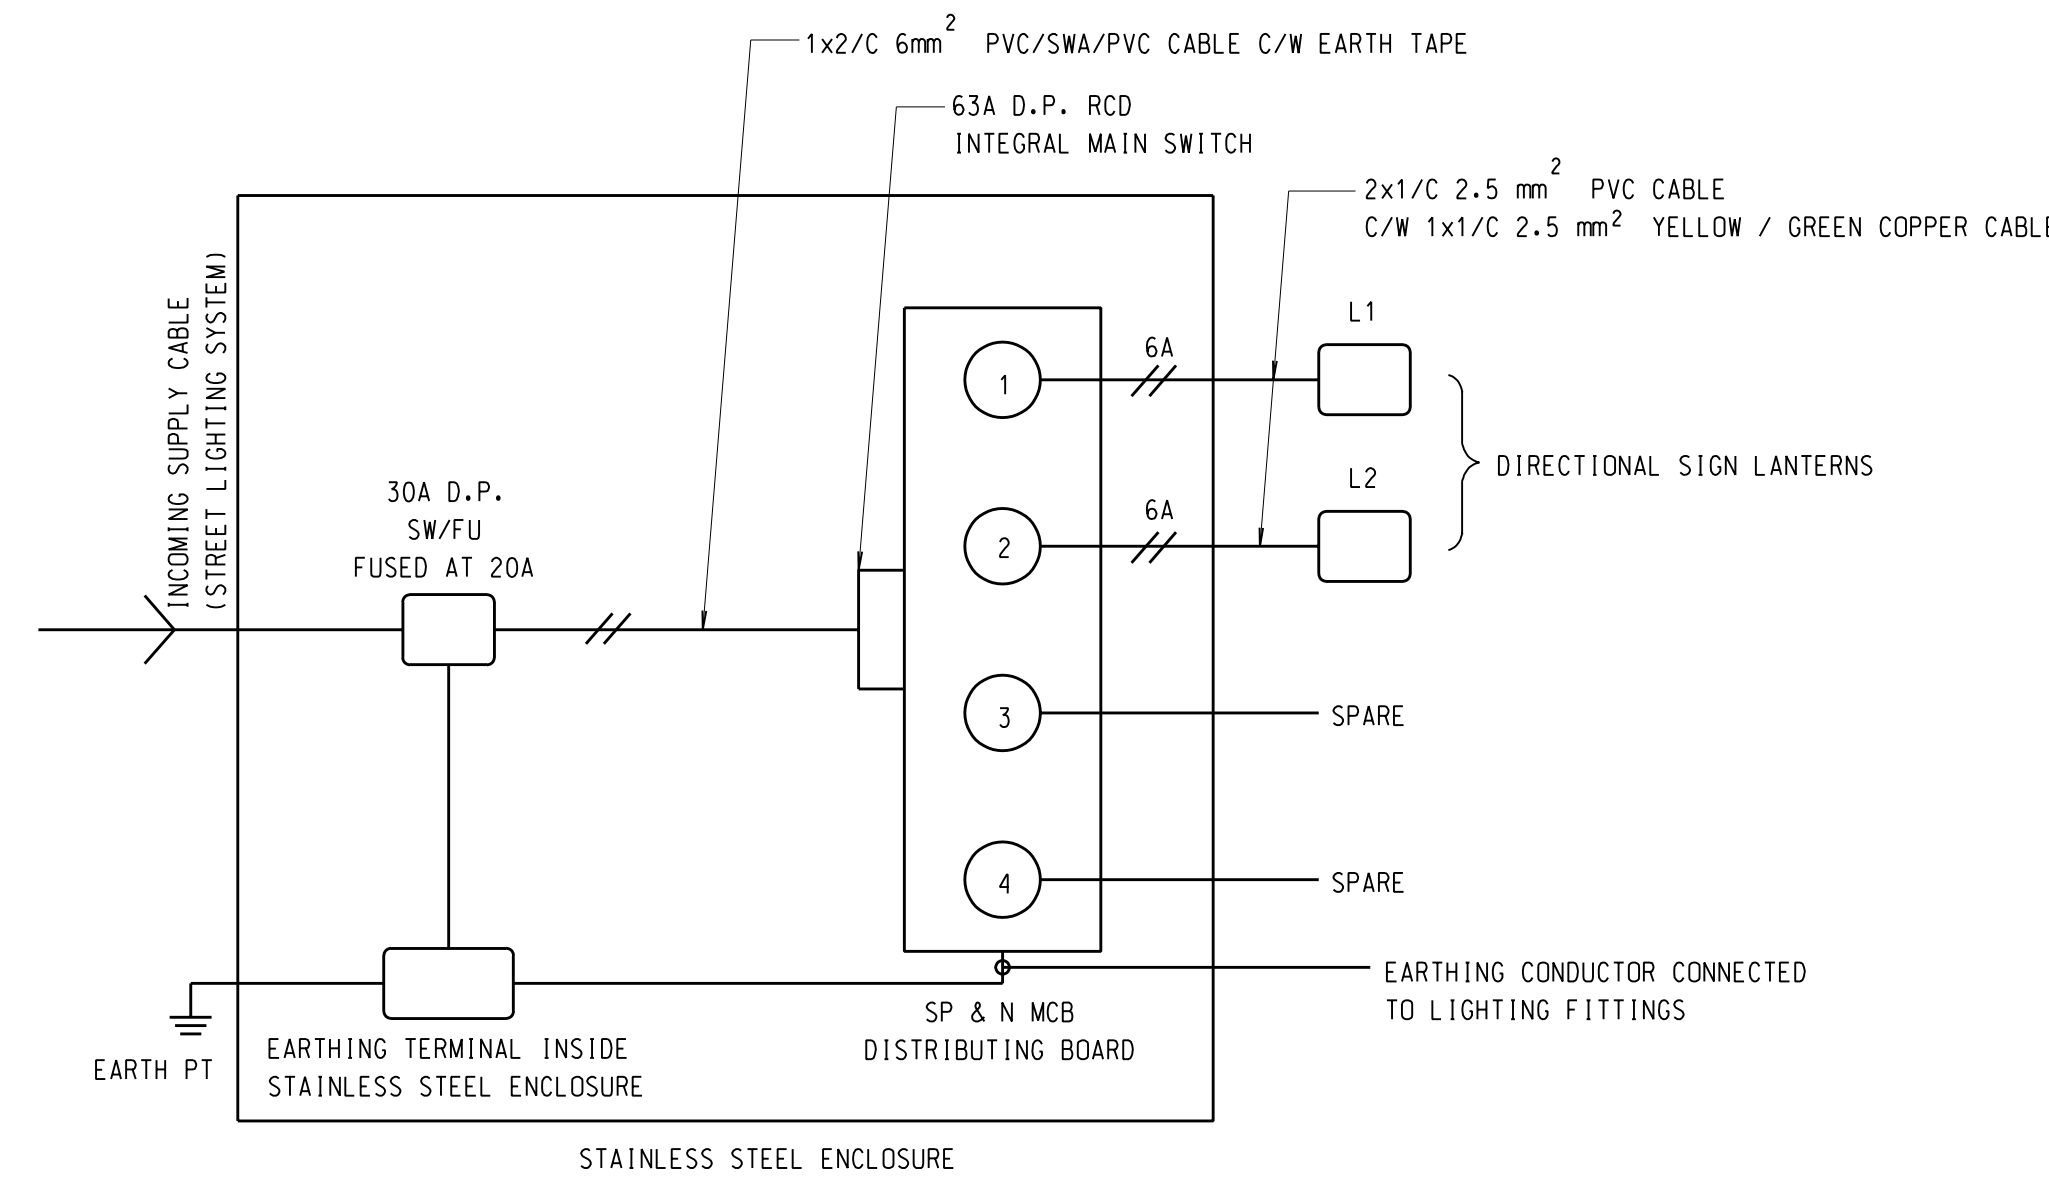 1x2/C 6mm² PVC/SWA/PVC CABLE C/W EARTH TAPE
63A D.P. RCD
INTEGRAL MAIN SWITCH
2x1/C 2.5 mm² PVC CABLE
C/W 1x1/C 2.5 mm² YELLOW / GREEN COPPER CABLE
INCOMING SUPPLY CABLE
(STREET LIGHTING SYSTEM)
L1
6A
1
DIRECTIONAL SIGN LANTERNS
L2
6A
2
30A D.P.
SW/FU
FUSED AT 20A
3
SPARE
4
SPARE
EARTHING CONDUCTOR CONNECTED
TO LIGHTING FITTINGS
SP & N MCB
DISTRIBUTING BOARD
EARTHING TERMINAL INSIDE
STAINLESS STEEL ENCLOSURE
EARTH PT
STAINLESS STEEL ENCLOSURE